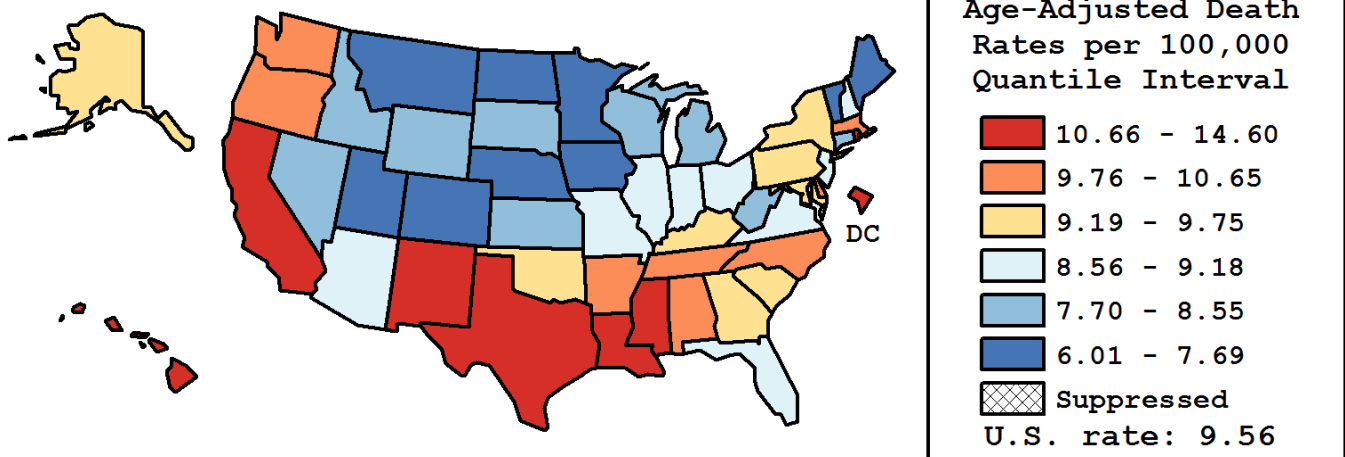 Age-Adjusted Death
Rates per 100,000
Quantile Interval
10.66 - 14.60
9.76 - 10.65
9.19 - 9.75
8.56 - 9.18
7.70 - 8.55
6.01 - 7.69
Suppressed
U.S. rate: 9.56
DC